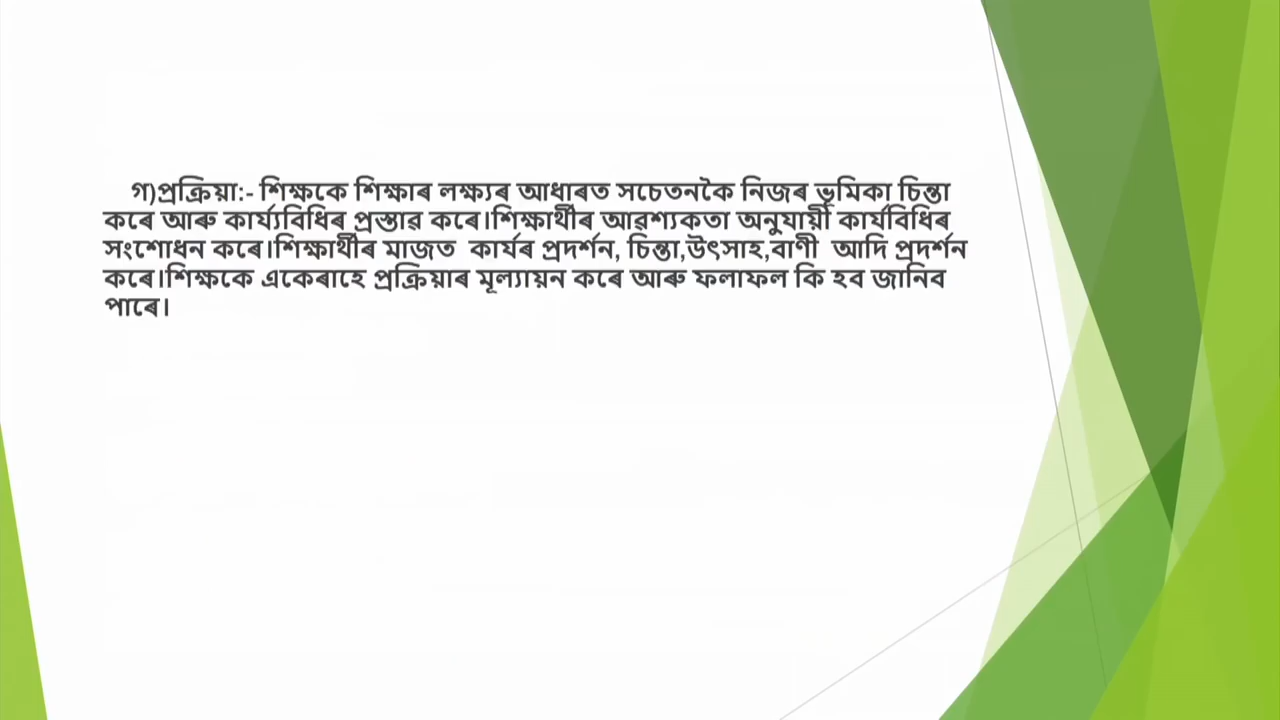 গ)প্ৰক্ৰিয়া:- শিক্ষকে শিক্ষাৰ লক্ষ্যৰ আধাৰত সচেতনকৈ নিজৰ ভূমিকা চিন্তা
কৰে আৰু কাৰ্য্যবিধিৰ প্ৰস্তাৱ কৰে।শিক্ষাৰ্থীৰ আৱশ্যকতা অনুযায়ী কাৰ্যবিধিৰ
সংশোধন কৰে।শিক্ষাৰ্থীৰ মাজত কাৰ্যৰ প্ৰদৰ্শন, চিন্তা,উৎসাহ,বাণী আদি প্ৰদৰ্শন
কৰে।শিক্ষকে একেৰাহে প্ৰক্ৰিয়াৰ মূল্যায়ন কৰে আৰু ফলাফল কি হব জানিব
পাৰে।